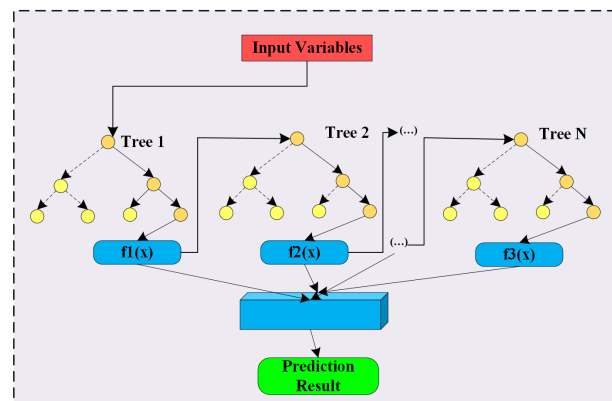 Input Variables
Tree 1
Tree 2
(...)
Tree N
(...)
f1(x)
f2(x)
f3(x)
Prediction
Result